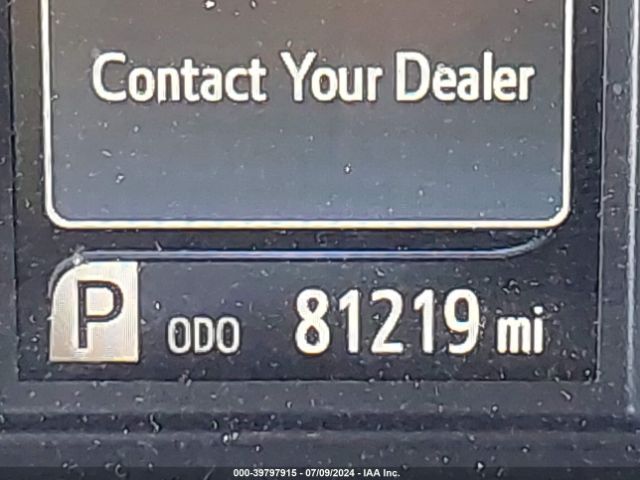 Contact Your Dealer
P ODO 81219 mi
000-39797915 - 07/09/2024 - IAA Inc.